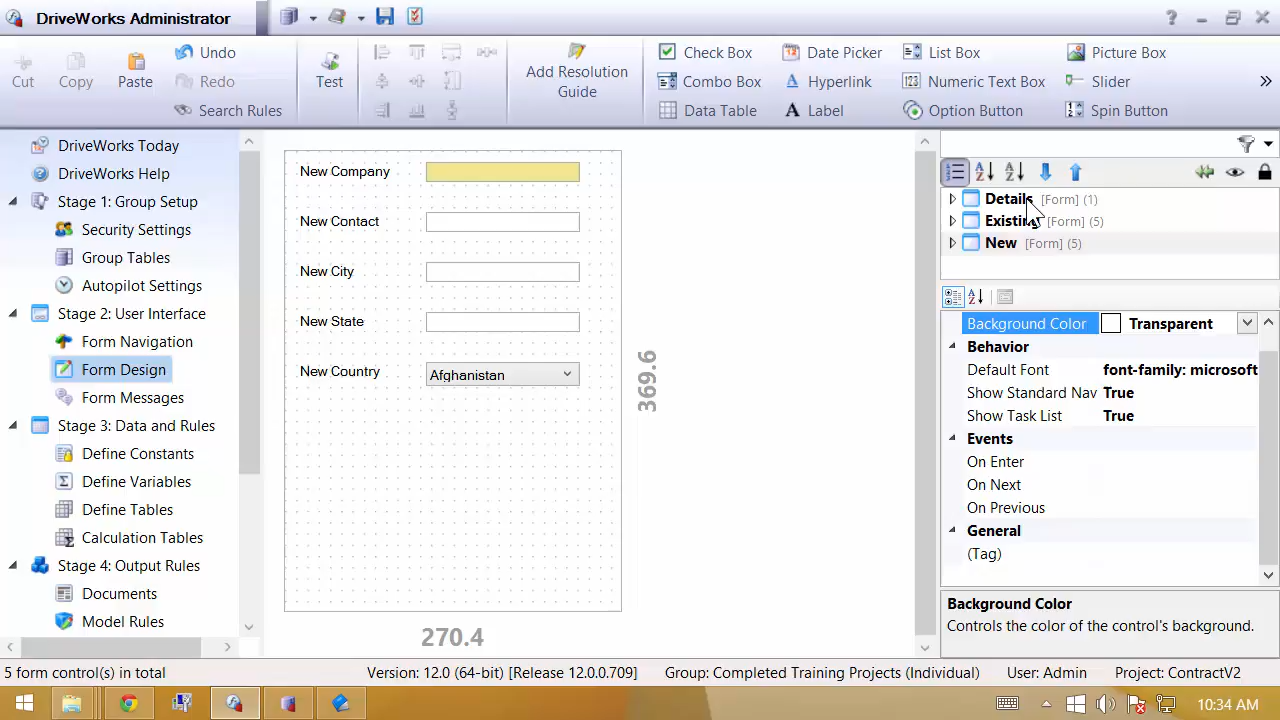 DriveWorks Administrator
Cut
Copy
Paste
Undo
Redo
Search Rules
Test
Add Resolution
Guide
Check Box
Combo Box
Data Table
Date Picker
Hyperlink
Label
List Box
Numeric Text Box
Option Button
Picture Box
Slider
Spin Button
DriveWorks Today
DriveWorks Help
Stage 1: Group Setup
Security Settings
Group Tables
Autopilot Settings
Stage 2: User Interface
Form Navigation
Form Design
Form Messages
Stage 3: Data and Rules
Define Constants
Define Variables
Define Tables
Calculation Tables
Stage 4: Output Rules
Documents
Model Rules
New Company
New Contact
New City
New State
New Country Afghanistan
369.6
270.4
Details [Form] (1)
Existing [Form] (5)
New [Form] (5)
Background Color Transparent
Behavior
Default Font font-family: microsoft
Show Standard Nav True
Show Task List True
Events
On Enter
On Next
On Previous
General
(Tag)
Background Color
Controls the color of the control's background.
5 form control(s) in total
Version: 12.0 (64-bit) [Release 12.0.0.709]
Group: Completed Training Projects (Individual)
User: Admin
Project: ContractV2
10:34 AM